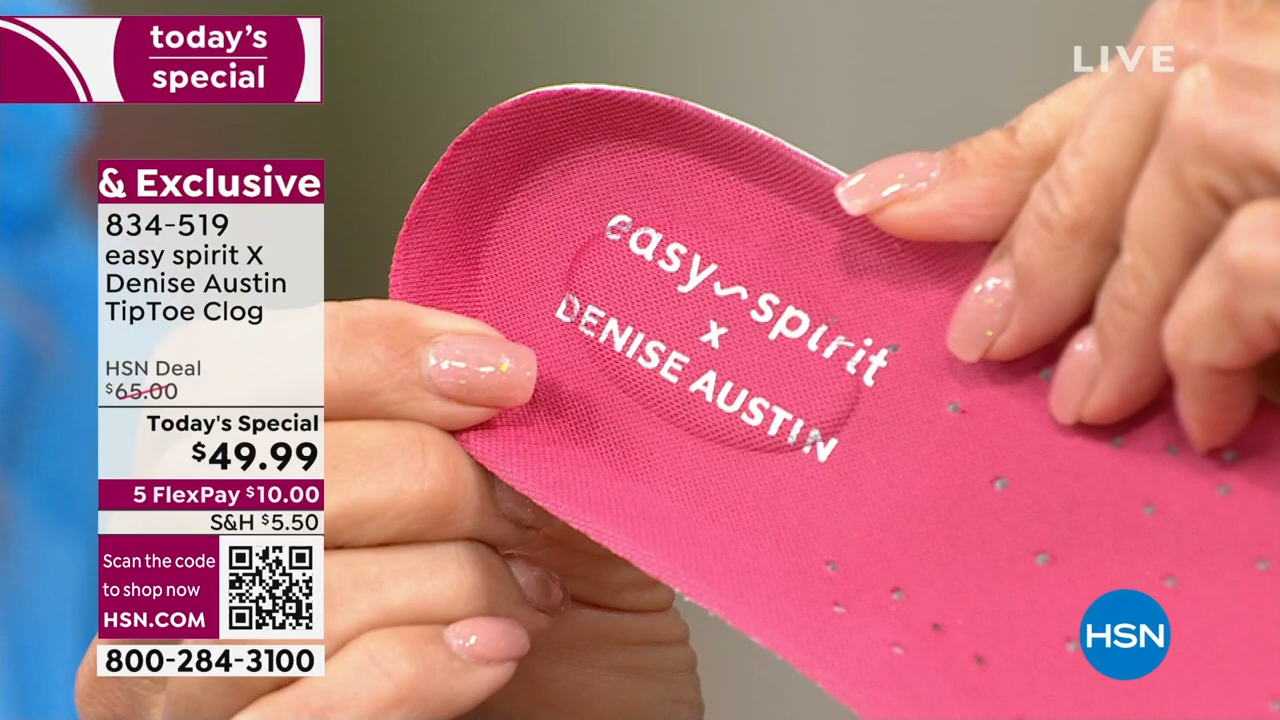 today's
special
LIVE
& Exclusive
834-519
easy spirit X
Denise Austin
TipToe Clog
HSN Deal
$65.00
Today's Special
$49.99
5 FlexPay $10.00
S&H $5.50
Scan the code
to shop now
HSN.COM
800-284-3100
easy spirit
x
DENISE AUSTIN
HSN